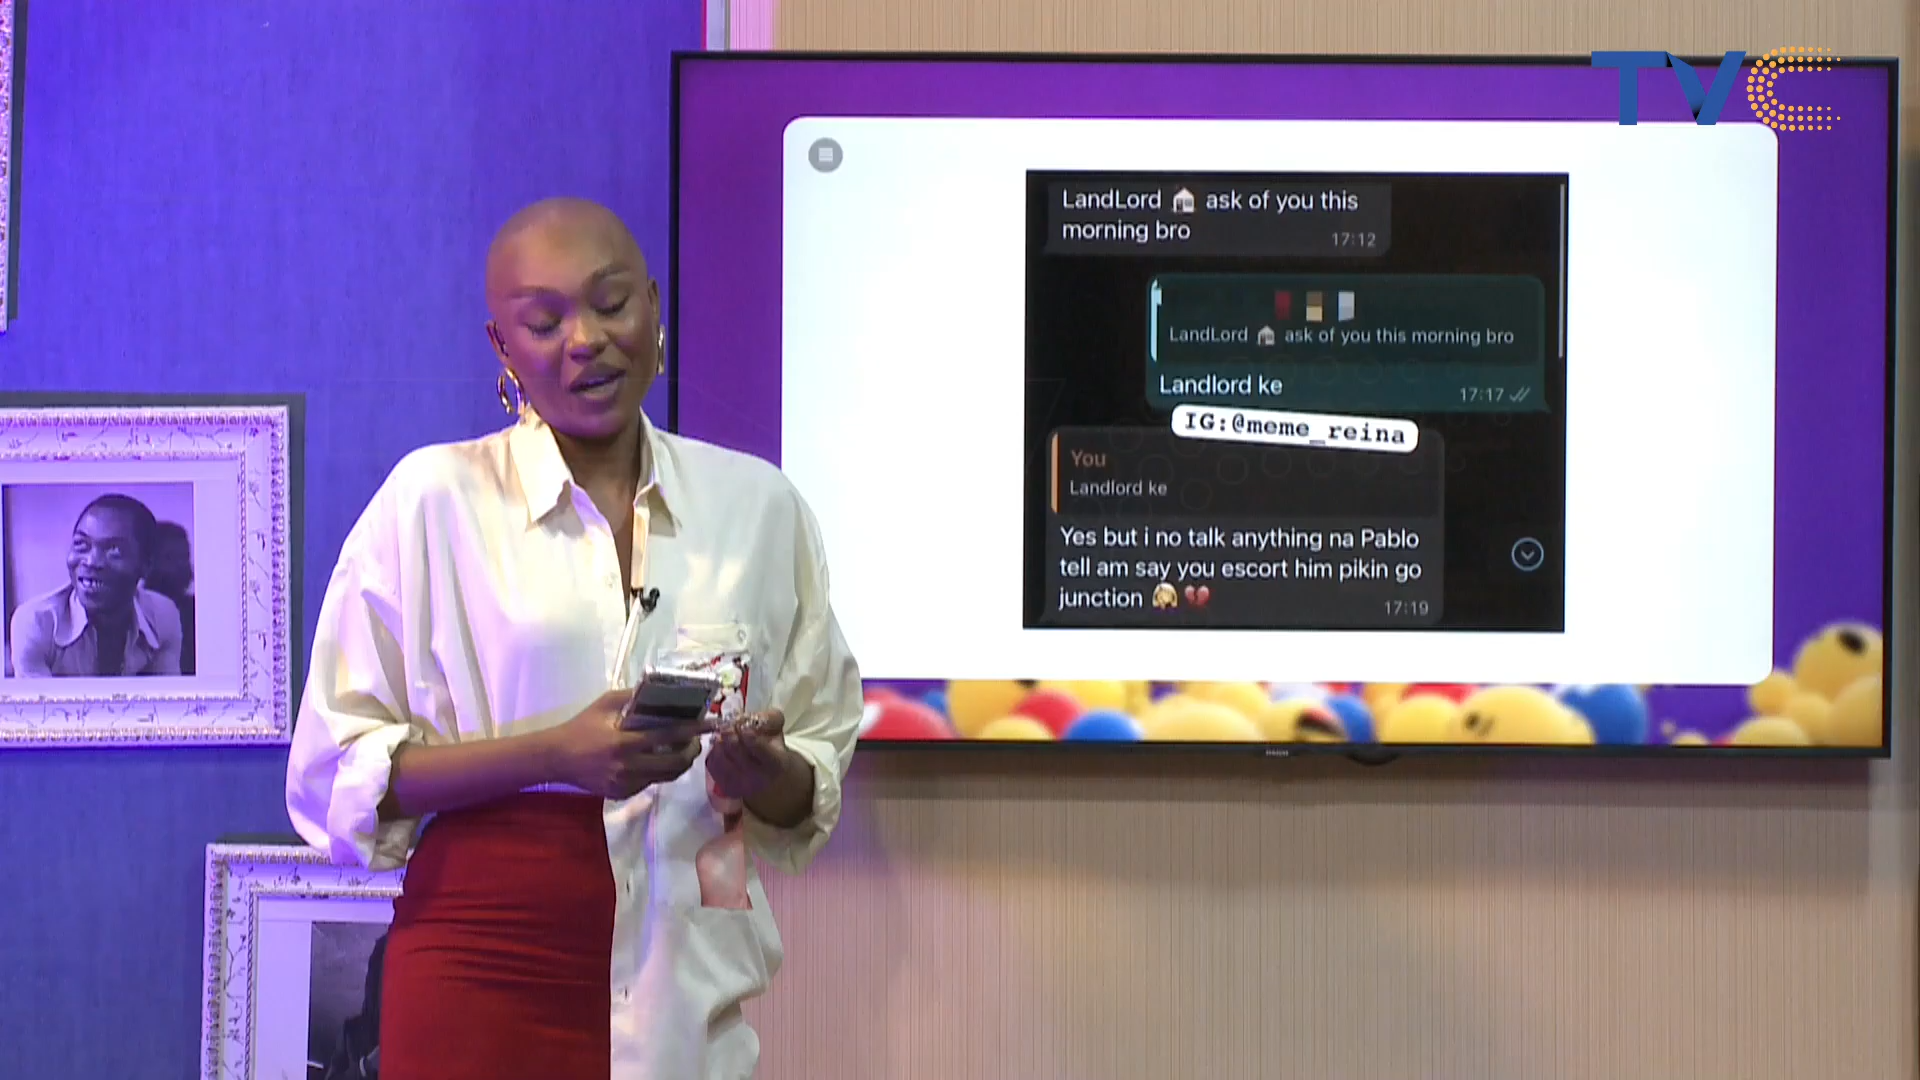 TVC
LandLord 🏠 ask of you this
morning bro
17:12
LandLord 🏠 ask of you this morning bro
Landlord ke
17:17
IG:@meme_reina
You
Landlord ke
Yes but i no talk anything na Pablo
tell am say you escort him pikin go
junction 🤦 💔
17:19